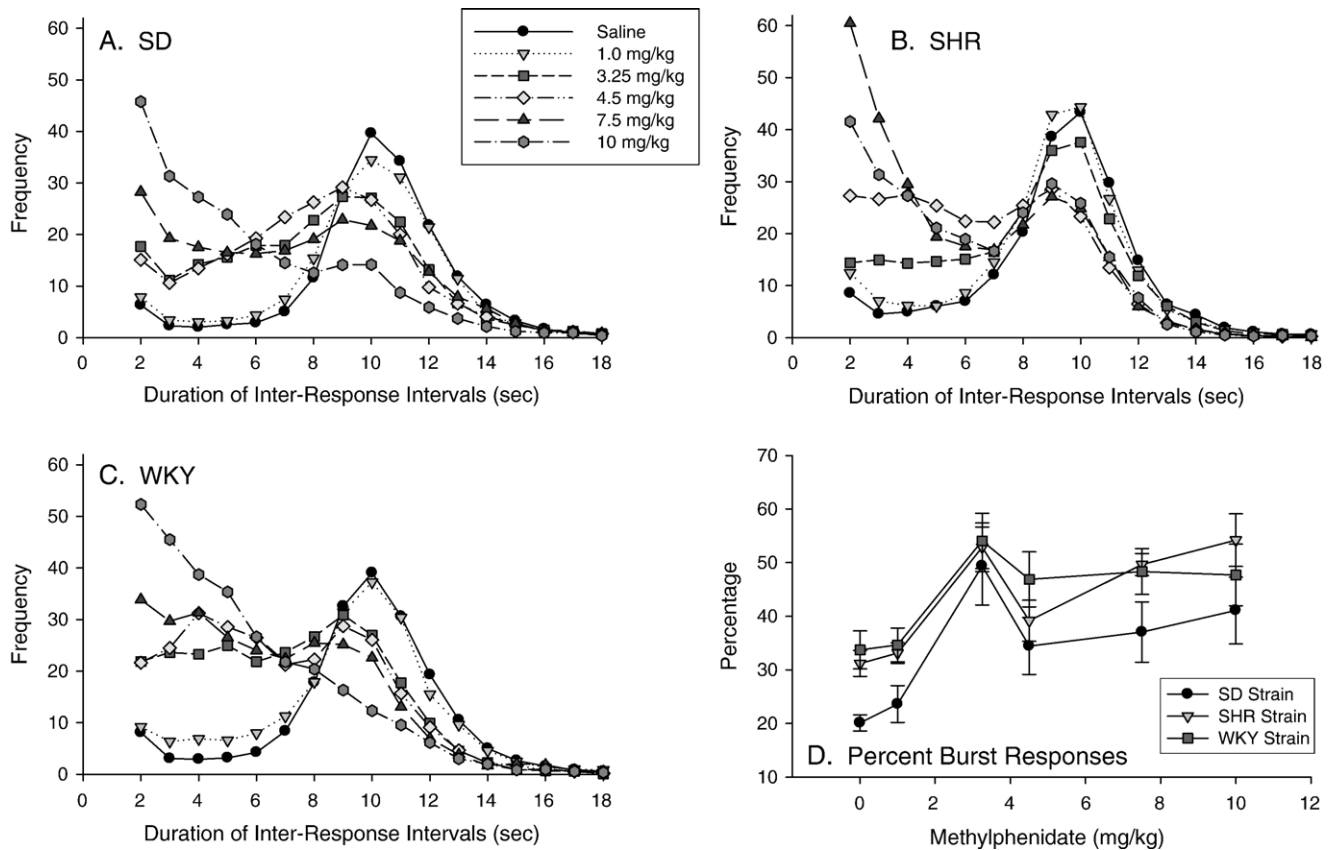 A. SD
60
50
40
30
20
10
0
Frequency
0 2 4 6 8 10 12 14 16 18
Duration of Inter-Response Intervals (sec)
Saline
1.0 mg/kg
3.25 mg/kg
4.5 mg/kg
7.5 mg/kg
10 mg/kg
B. SHR
60
50
40
30
20
10
0
Frequency
0 2 4 6 8 10 12 14 16 18
Duration of Inter-Response Intervals (sec)
C. WKY
60
50
40
30
20
10
0
Frequency
0 2 4 6 8 10 12 14 16 18
Duration of Inter-Response Intervals (sec)
70
60
50
40
30
20
10
Percentage
SD Strain
SHR Strain
WKY Strain
D. Percent Burst Responses
0 2 4 6 8 10 12
Methylphenidate (mg/kg)